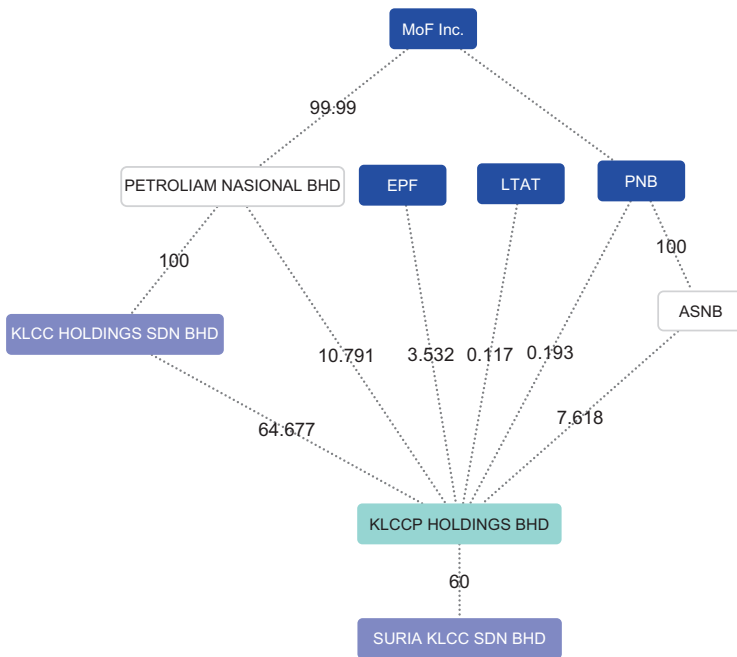 MoF Inc.
99.99
PETROLIAM NASIONAL BHD
EPF
LTAT
PNB
100
100
KLCC HOLDINGS SDN BHD
ASNB
10.791
3.532
0.117
0.193
64.677
7.618
KLCCP HOLDINGS BHD
60
SURIA KLCC SDN BHD